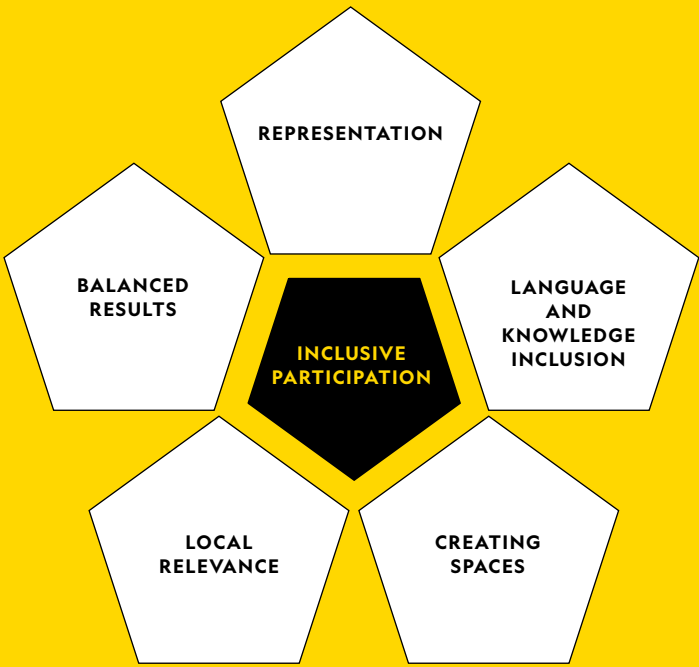 REPRESENTATION
BALANCED
RESULTS
LANGUAGE
AND
KNOWLEDGE
INCLUSION
INCLUSIVE
PARTICIPATION
LOCAL
RELEVANCE
CREATING
SPACES